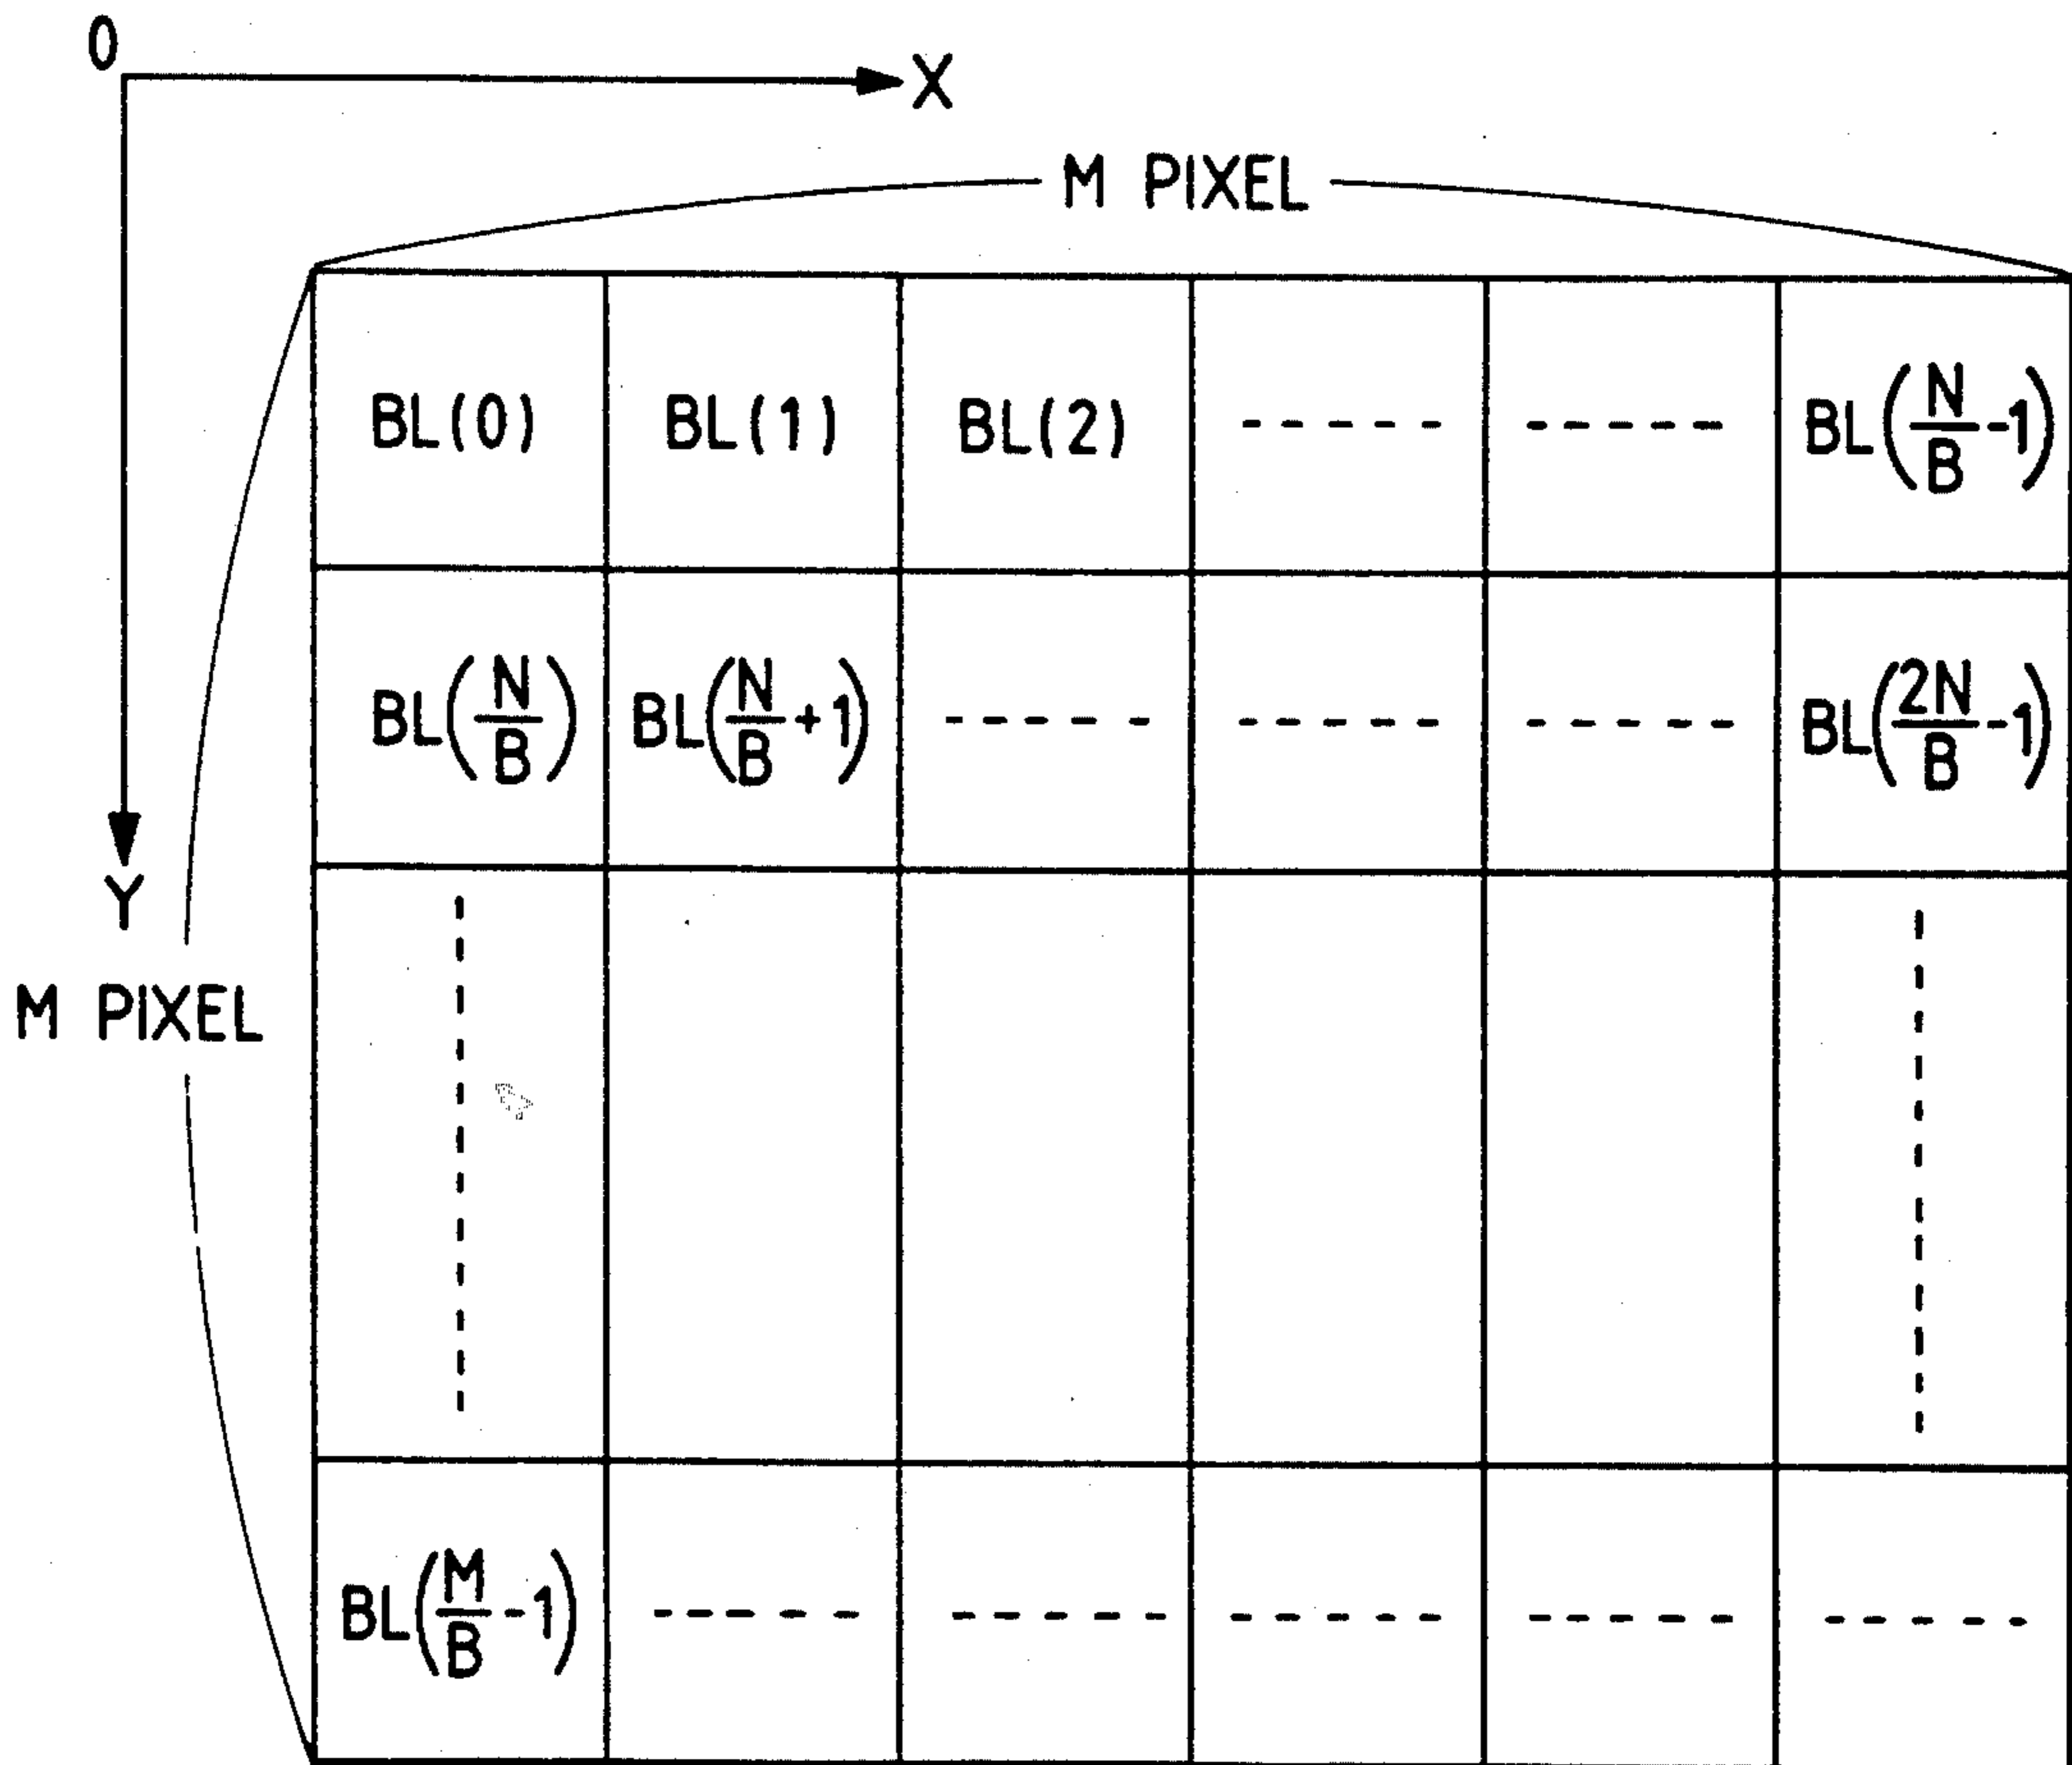 0
X
M PIXEL
BL(0) BL(1) BL(2) ----- ----- BL(N/B-1)
BL(N/B) BL(N/B+1) ----- ----- ----- BL(2N/B-1)
Y
M PIXEL
BL(M/B-1) ----- ----- ----- ----- -----